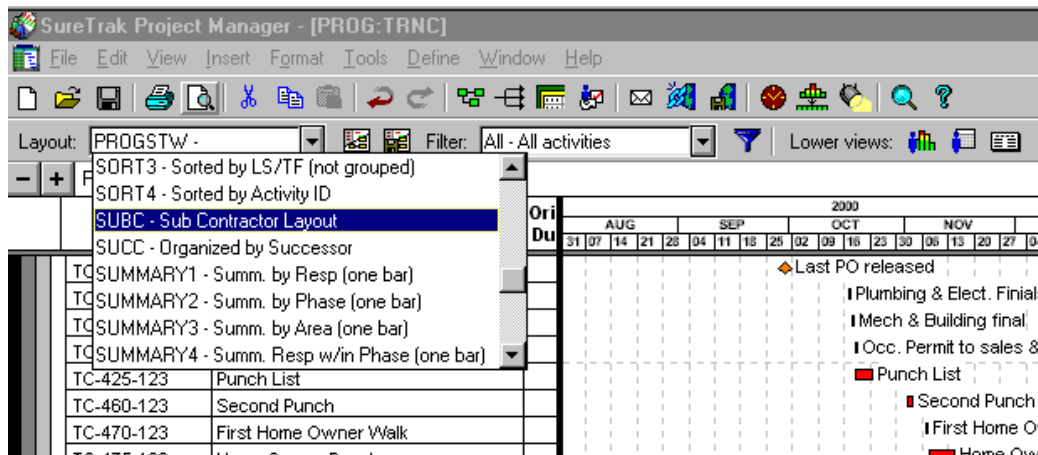 SureTrak Project Manager - [PROG:TRNC]
File Edit View Insert Format Tools Define Window Help
Layout: PROGSTW - Filter: All - All activities Lower views:
SORT3 - Sorted by LS/TF (not grouped)
SORT4 - Sorted by Activity ID
SUBC - Sub Contractor Layout
SUCC - Organized by Successor
SUMMARY1 - Summ. by Resp (one bar)
SUMMARY2 - Summ. by Phase (one bar)
SUMMARY3 - Summ. by Area (one bar)
SUMMARY4 - Summ. Resp w/in Phase (one bar)
Ori
Du
2000
AUG SEP OCT NOV
31 07 14 21 28 04 11 18 25 02 09 16 23 30 06 13 20 27
Last PO released
Plumbing & Elect. Finial
Mech & Building final
Occ. Permit to sales &
TC-425-123 Punch List Punch List
TC-460-123 Second Punch Second Punch
TC-470-123 First Home Owner Walk First Home O